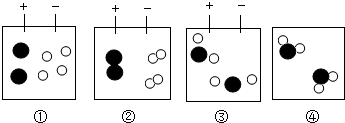 + − + − + −
① ② ③ ④